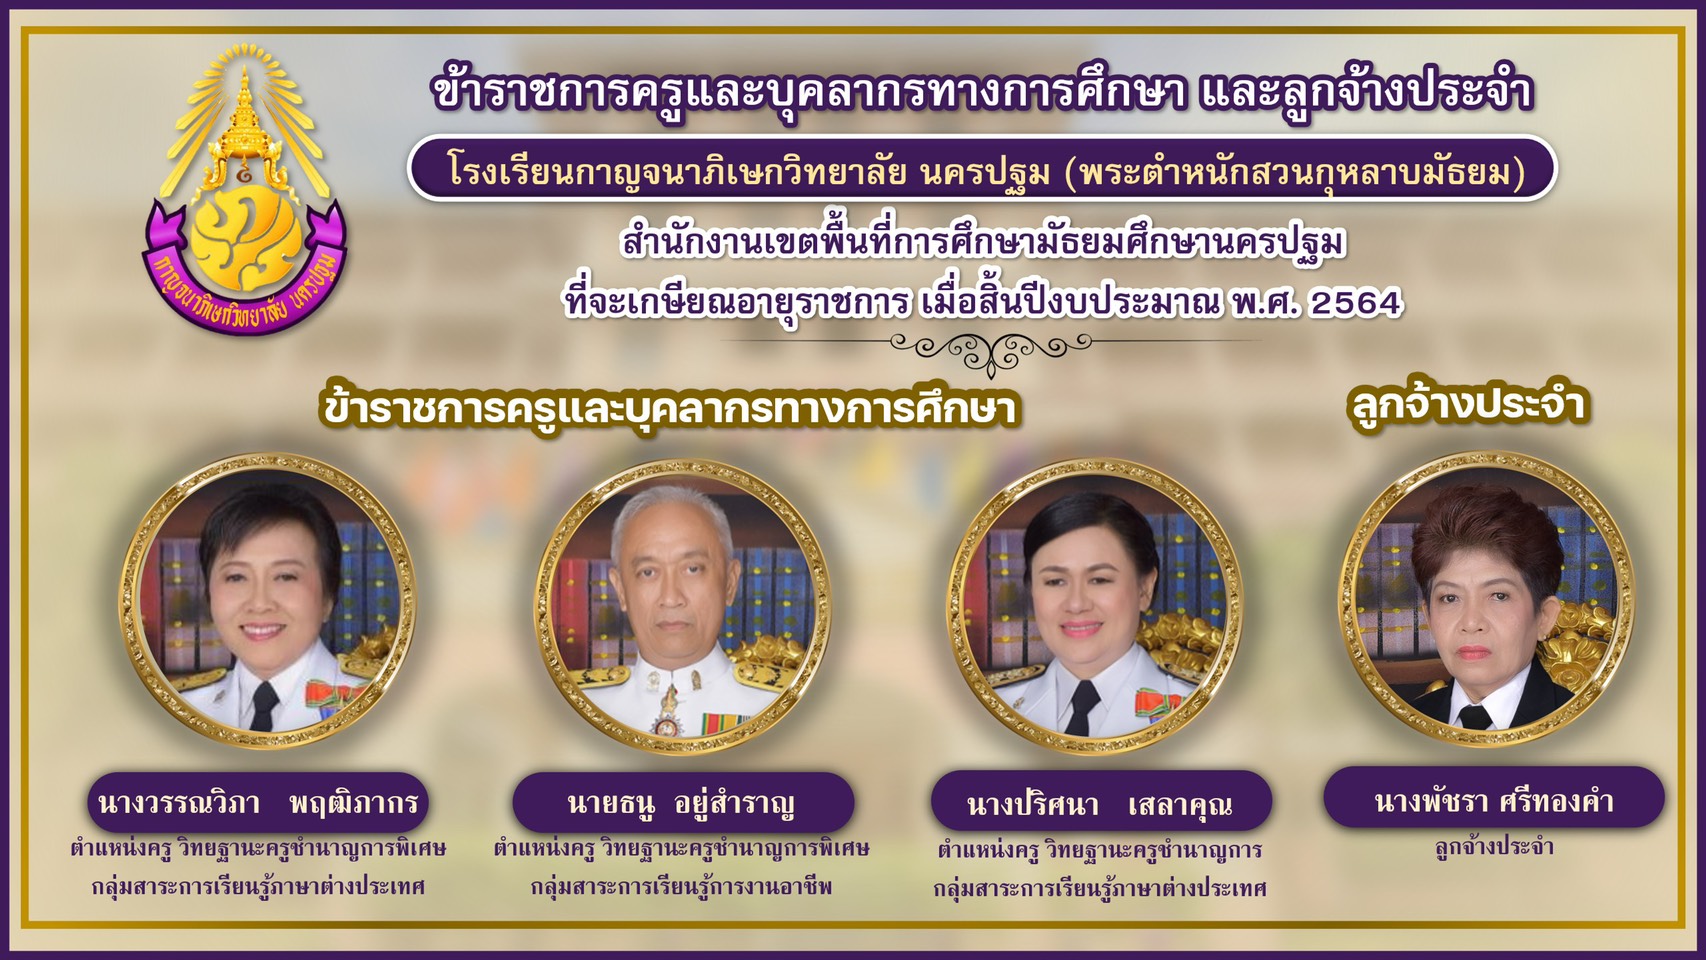 ข้าราชการครูและบุคลากรทางการศึกษา และลูกจ้างประจำ
โรงเรียนกาญจนาภิเษกวิทยาลัย นครปฐม (พระตำหนักสวนกุหลาบมัธยม)
สำนักงานเขตพื้นที่การศึกษามัธยมศึกษานครปฐม
ที่จะเกษียณอายุราชการ เมื่อสิ้นปีงบประมาณ พ.ศ. 2564
กาญจนาภิเษกวิทยาลัย นครปฐม
ข้าราชการครูและบุคลากรทางการศึกษา
ลูกจ้างประจำ
นางวรรณวิภา พฤฒิภากร
ตำแหน่งครู วิทยฐานะครูชำนาญการพิเศษ
กลุ่มสาระการเรียนรู้ภาษาต่างประเทศ
นายธนู อยู่สำราญ
ตำแหน่งครู วิทยฐานะครูชำนาญการพิเศษ
กลุ่มสาระการเรียนรู้การงานอาชีพ
นางปริศนา เสลาคุณ
ตำแหน่งครู วิทยฐานะครูชำนาญการ
กลุ่มสาระการเรียนรู้ภาษาต่างประเทศ
นางพัชรา ศรีทองคำ
ลูกจ้างประจำ